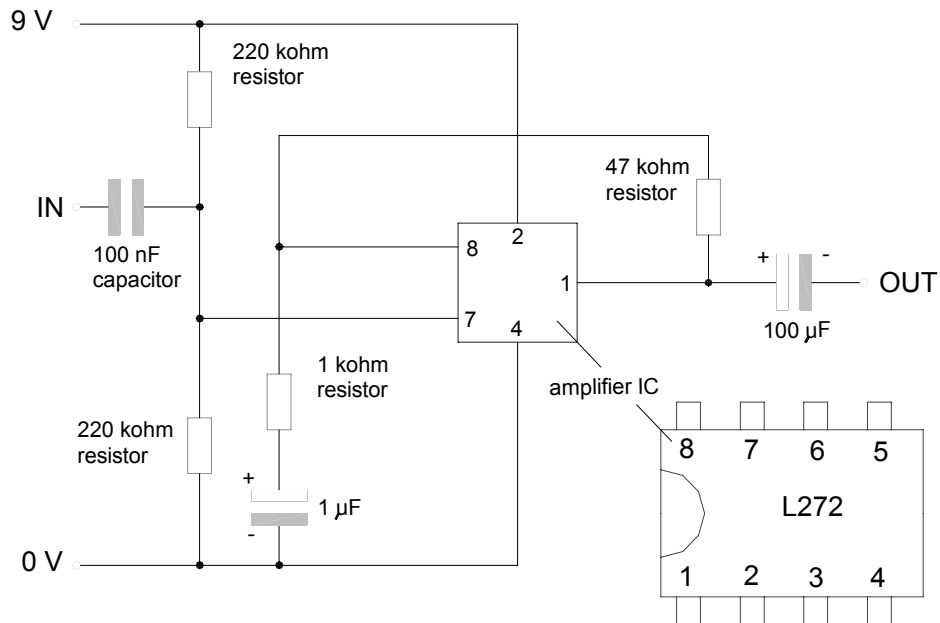 9 V
220 kohm
resistor
47 kohm
resistor
IN
100 nF
capacitor
2
8
1
7
4
+ -
OUT
100 µF
1 kohm
resistor
amplifier IC
220 kohm
resistor
+
1 µF
-
0 V
8 7 6 5
L272
1 2 3 4